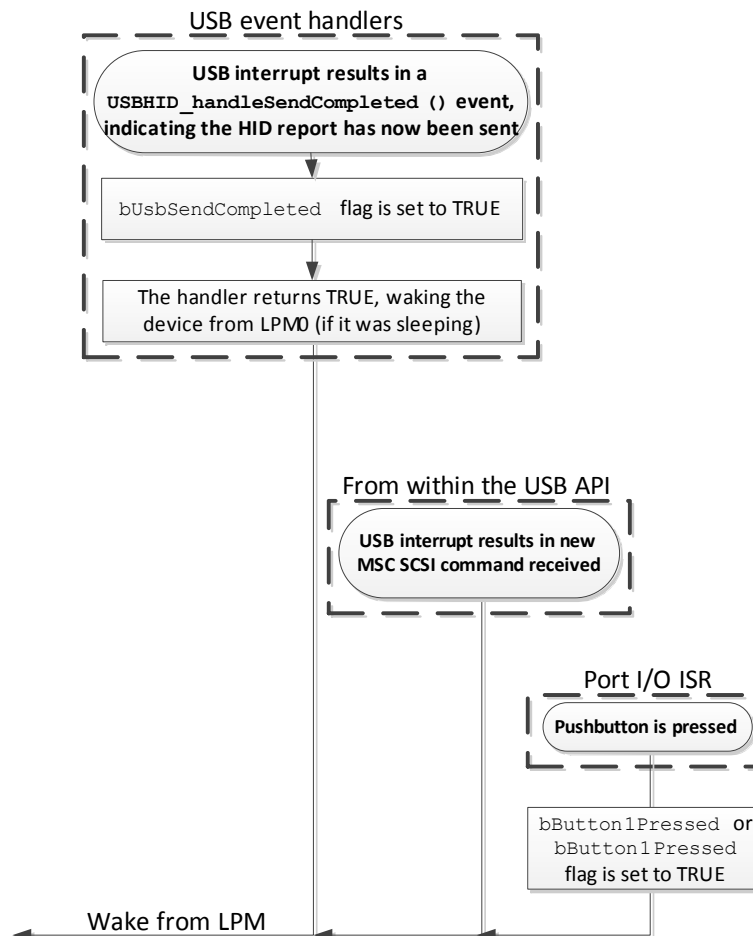 USB event handlers
USB interrupt results in a
USBHID_handleSendCompleted () event,
indicating the HID report has now been sent
bUsbSendCompleted flag is set to TRUE
The handler returns TRUE, waking the
device from LPM0 (if it was sleeping)
From within the USB API
USB interrupt results in new
MSC SCSI command received
Port I/O ISR
Pushbutton is pressed
bButton1Pressed or
bButton1Pressed
flag is set to TRUE
Wake from LPM